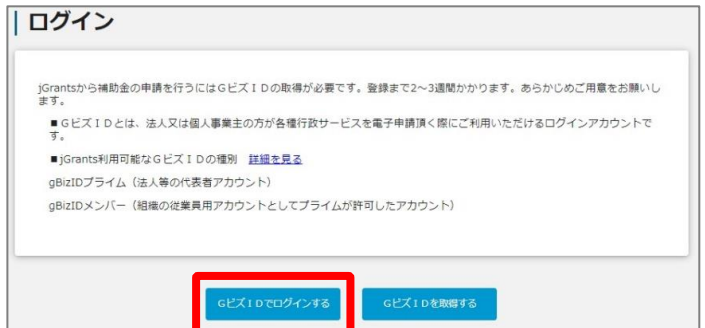 ログイン
jGrantsから補助金の申請を行うにはGビズIDの取得が必要です。登録まで2～3週間かかります。あらかじめご用意をお願いし
ます。
■GビズIDとは、法人又は個人事業主の方が各種行政サービスを電子申請頂く際にご利用いただけるログインアカウントで
す。
■jGrants利用可能なGビズIDの種別 詳細を見る
gBizIDプライム（法人等の代表者アカウント）
gBizIDメンバー（組織の従業員用アカウントとしてプライムが許可したアカウント）
GビズIDでログインする GビズIDを取得する